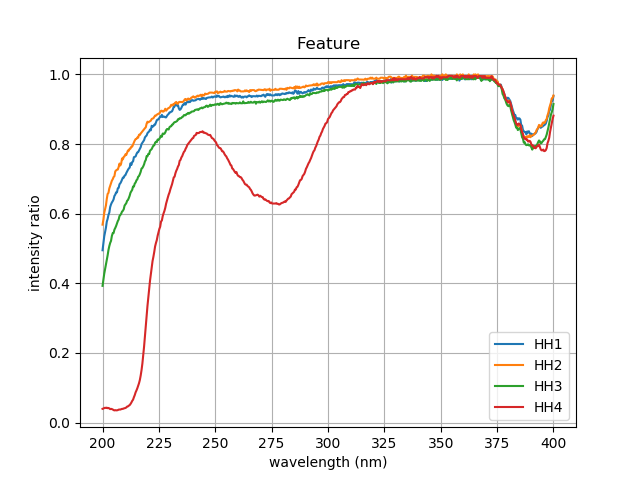 Feature
intensity ratio
1.0
0.8
0.6
0.4
0.2
0.0
200 225 250 275 300 325 350 375 400
wavelength (nm)
HH1
HH2
HH3
HH4